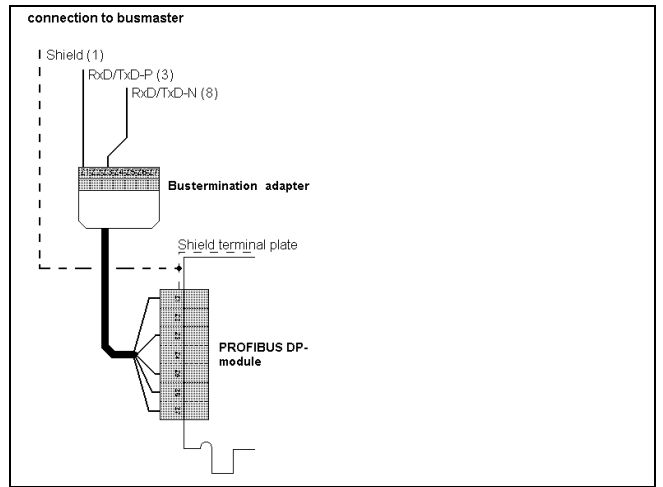 connection to busmaster
Shield (1)
RxD/TxD-P (3)
RxD/TxD-N (8)
Bustermination adapter
Shield terminal plate
PROFIBUS DP-
module